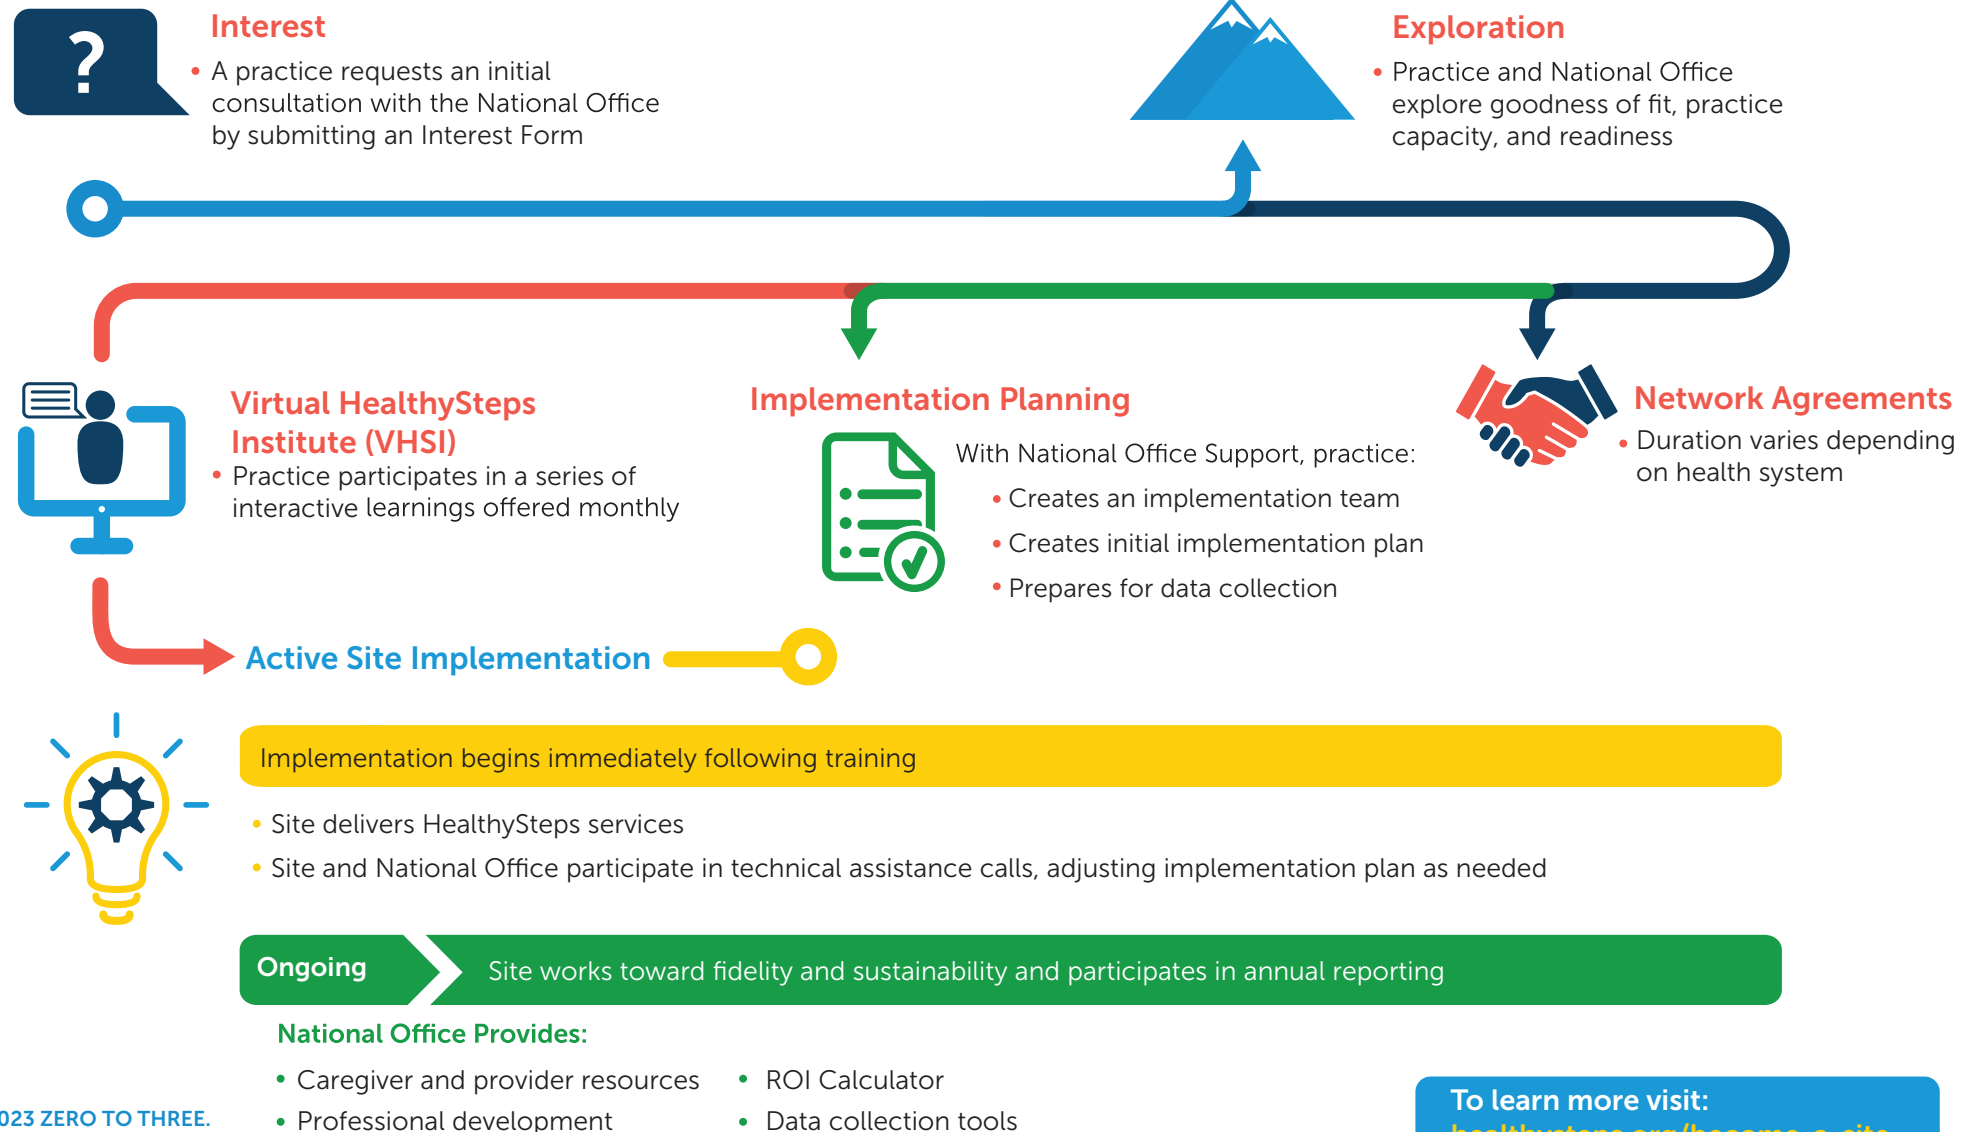 ?
Interest
• A practice requests an initial
consultation with the National Office
by submitting an Interest Form
Exploration
• Practice and National Office
explore goodness of fit, practice
capacity, and readiness
Network Agreements
• Duration varies depending
on health system
Implementation Planning
With National Office Support, practice:
• Creates an implementation team
• Creates initial implementation plan
• Prepares for data collection
Virtual HealthySteps
Institute (VHSI)
• Practice participates in a series of
interactive learnings offered monthly
Active Site Implementation
Implementation begins immediately following training
• Site delivers HealthySteps services
• Site and National Office participate in technical assistance calls, adjusting implementation plan as needed
Ongoing
Site works toward fidelity and sustainability and participates in annual reporting
National Office Provides:
• Caregiver and provider resources
• Professional development
• ROI Calculator
• Data collection tools
023 ZERO TO THREE.
To learn more visit:
healthysteps.org/become-a-site